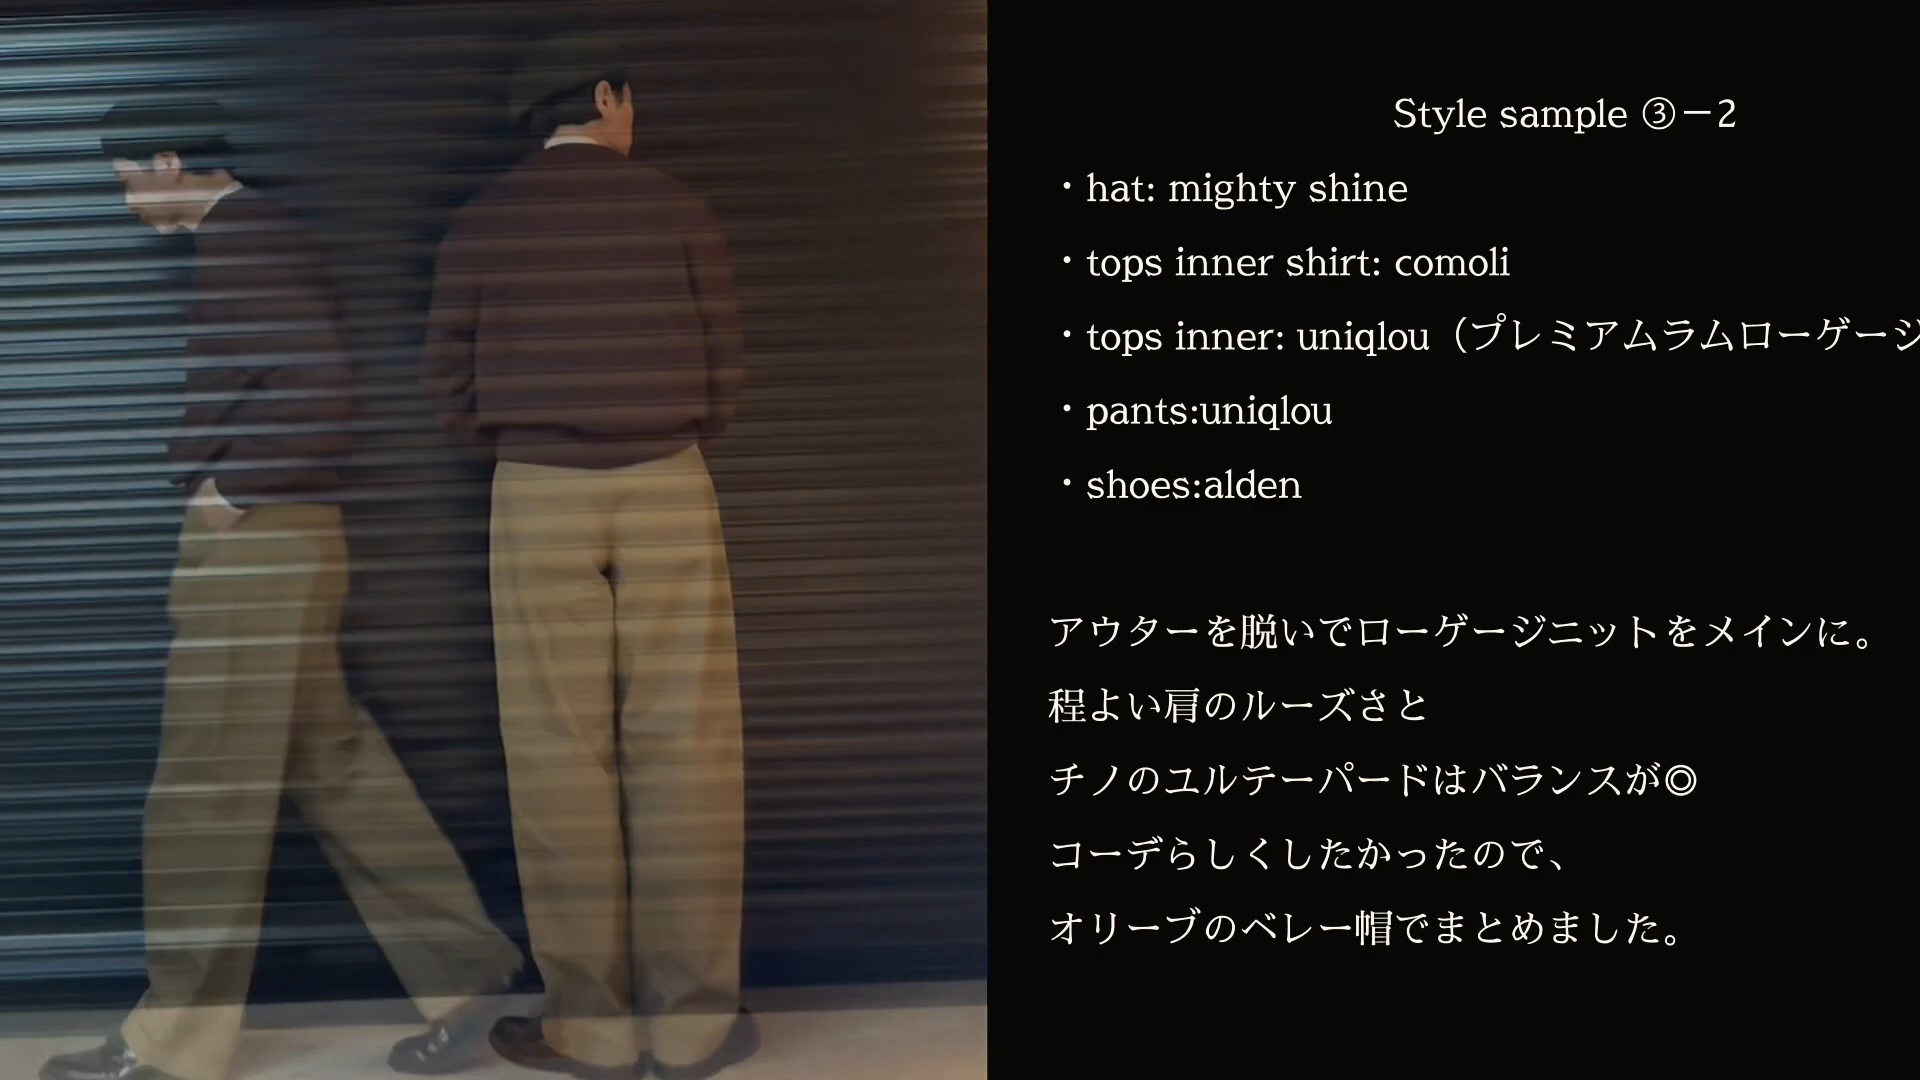 Style sample ③ー2
・hat: mighty shine
・tops inner shirt: comoli
・tops inner: uniqlou（プレミアムラムローゲージ
・pants:uniqlou
・shoes:alden
アウターを脱いでローゲージニットをメインに。
程よい肩のルーズさと
チノのユルテーパードはバランスが◎
コーデらしくしたかったので、
オリーブのベレー帽でまとめました。